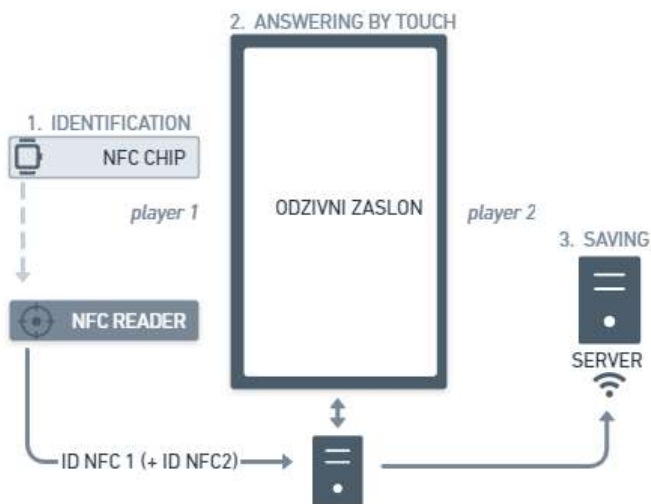 2. ANSWERING BY TOUCH
1. IDENTIFICATION
NFC CHIP
player 1
ODZIVNI ZASLON
player 2
3. SAVING
NFC READER
SERVER
ID NFC 1 (+ ID NFC2)